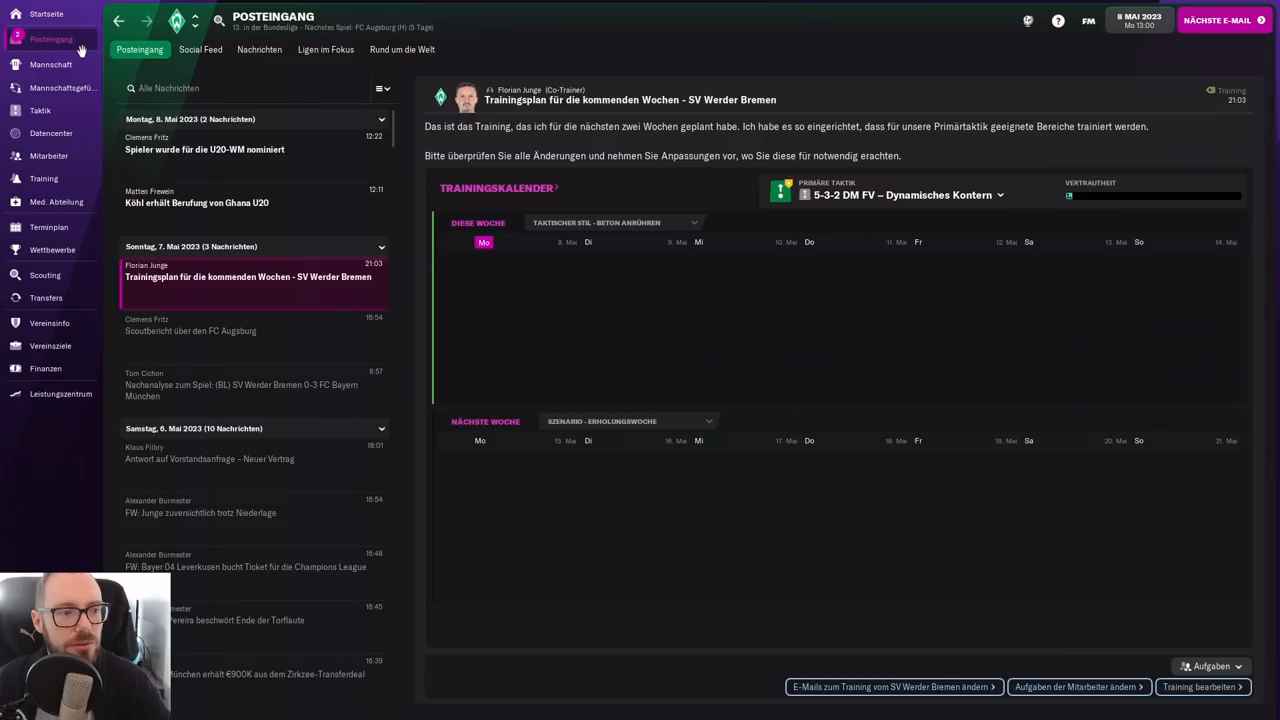 Startseite
POSTEINGANG
13. in der Bundesliga - Nächstes Spiel: FC Augsburg (H) (5 Tage)
FM
8 MAI 2023
Mo 13:00
NÄCHSTE E-MAIL
2
Posteingang
Mannschaft
Mannschaftsgefü...
Taktik
Datencenter
Mitarbeiter
Training
Med. Abteilung
Terminplan
Wettbewerbe
Scouting
Transfers
Vereinsinfo
Vereinsziele
Finanzen
Leistungszentrum
Posteingang
Social Feed
Nachrichten
Ligen im Fokus
Rund um die Welt
Alle Nachrichten
Montag, 8. Mai 2023 (2 Nachrichten)
Clemens Fritz
12:22
Spieler wurde für die U20-WM nominiert
Matteo Frewein
12:11
Köhl erhält Berufung von Ghana U20
Sonntag, 7. Mai 2023 (3 Nachrichten)
Florian Junge
21:03
Trainingsplan für die kommenden Wochen - SV Werder Bremen
Clemens Fritz
16:54
Scoutbericht über den FC Augsburg
Tom Cichon
8:57
Nachanalyse zum Spiel: (BL) SV Werder Bremen 0-3 FC Bayern
München
Samstag, 6. Mai 2023 (10 Nachrichten)
Klaus Filbry
18:01
Antwort auf Vorstandsanfrage – Neuer Vertrag
Alexander Burmester
16:54
FW: Junge zuversichtlich trotz Niederlage
Alexander Burmester
16:48
FW: Bayer 04 Leverkusen bucht Ticket für die Champions League
16:45
Pereira beschwört Ende der Torflaute
16:39
München erhält €900K aus dem Zirkzee-Transferdeal
Florian Junge (Co-Trainer)
Trainingsplan für die kommenden Wochen - SV Werder Bremen
Training
21:03
Das ist das Training, das ich für die nächsten zwei Wochen geplant habe. Ich habe es so eingerichtet, dass für unsere Primärtaktik geeignete Bereiche trainiert werden.
Bitte überprüfen Sie alle Änderungen und nehmen Sie Anpassungen vor, wo Sie diese für notwendig erachten.
TRAININGSKALENDER
PRIMÄRE TAKTIK
5-3-2 DM FV – Dynamisches Kontern
VERTRAUTHEIT
DIESE WOCHE
TAKTISCHER STIL - BETON ANRÜHREN
Mo 8. Mai Di 9. Mai Mi 10. Mai Do 11. Mai Fr 12. Mai Sa 13. Mai So 14. Mai
NÄCHSTE WOCHE
SZENARIO - ERHOLUNGSWOCHE
Mo 15. Mai Di 16. Mai Mi 17. Mai Do 18. Mai Fr 19. Mai Sa 20. Mai So 21. Mai
Aufgaben
E-Mails zum Training vom SV Werder Bremen ändern
Aufgaben der Mitarbeiter ändern
Training bearbeiten